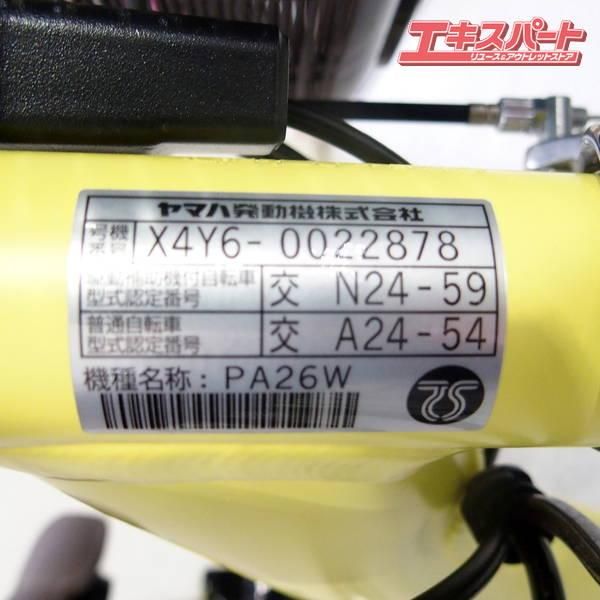 エキスパート
リユース&アウトレットストア
ヤマハ発動機株式会社
号機番号 X4Y6-0022878
駆動補助機付自転車
型式認定番号 交 N24-59
普通自転車
型式認定番号 交 A24-54
機種名称：PA26W
TS